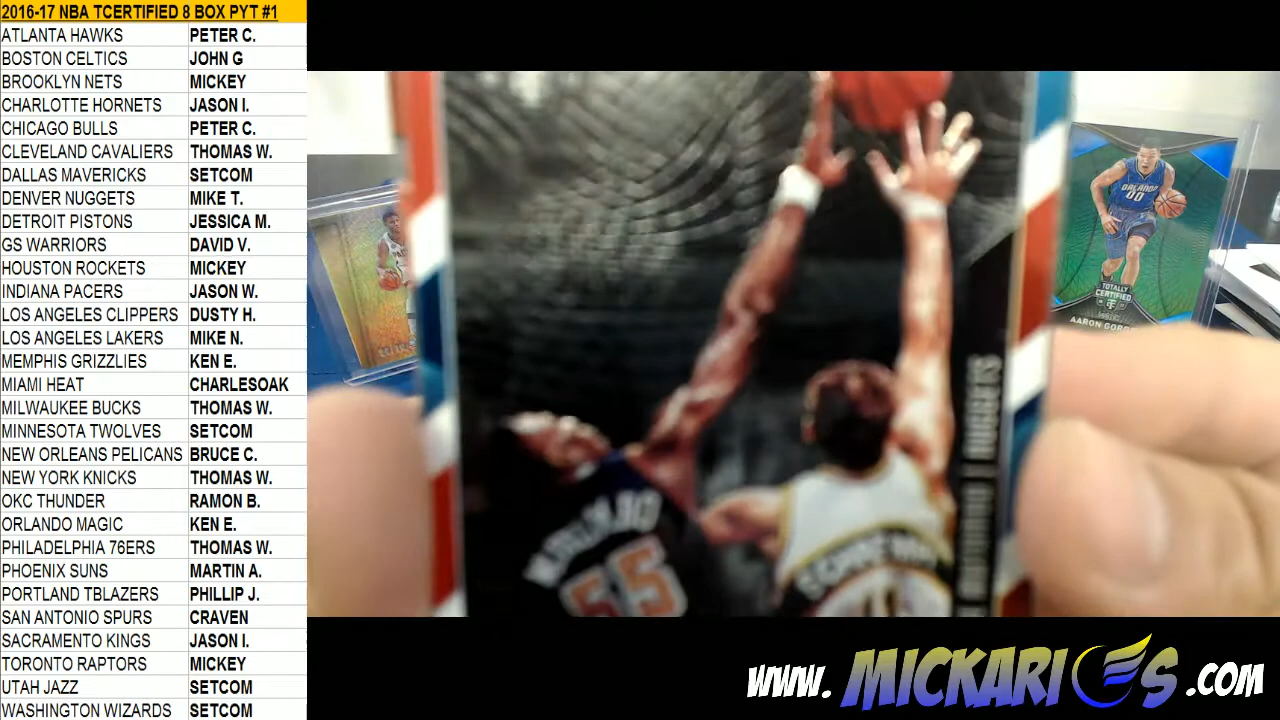 2016-17 NBA TCERTIFIED 8 BOX PYT #1
ATLANTA HAWKS PETER C.
BOSTON CELTICS JOHN G
BROOKLYN NETS MICKEY
CHARLOTTE HORNETS JASON I.
CHICAGO BULLS PETER C.
CLEVELAND CAVALIERS THOMAS W.
DALLAS MAVERICKS SETCOM
DENVER NUGGETS MIKE T.
DETROIT PISTONS JESSICA M.
GS WARRIORS DAVID V.
HOUSTON ROCKETS MICKEY
INDIANA PACERS JASON W.
LOS ANGELES CLIPPERS DUSTY H.
LOS ANGELES LAKERS MIKE N.
MEMPHIS GRIZZLIES KEN E.
MIAMI HEAT CHARLESOAK
MILWAUKEE BUCKS THOMAS W.
MINNESOTA TWOLVES SETCOM
NEW ORLEANS PELICANS BRUCE C.
NEW YORK KNICKS THOMAS W.
OKC THUNDER RAMON B.
ORLANDO MAGIC KEN E.
PHILADELPHIA 76ERS THOMAS W.
PHOENIX SUNS MARTIN A.
PORTLAND TBLAZERS PHILLIP J.
SAN ANTONIO SPURS CRAVEN
SACRAMENTO KINGS JASON I.
TORONTO RAPTORS MICKEY
UTAH JAZZ SETCOM
WASHINGTON WIZARDS SETCOM
NUGGETS
55
ORLANDO
00
TOTALLY
CERTIFIED
AARON
www.MICKARIES.com